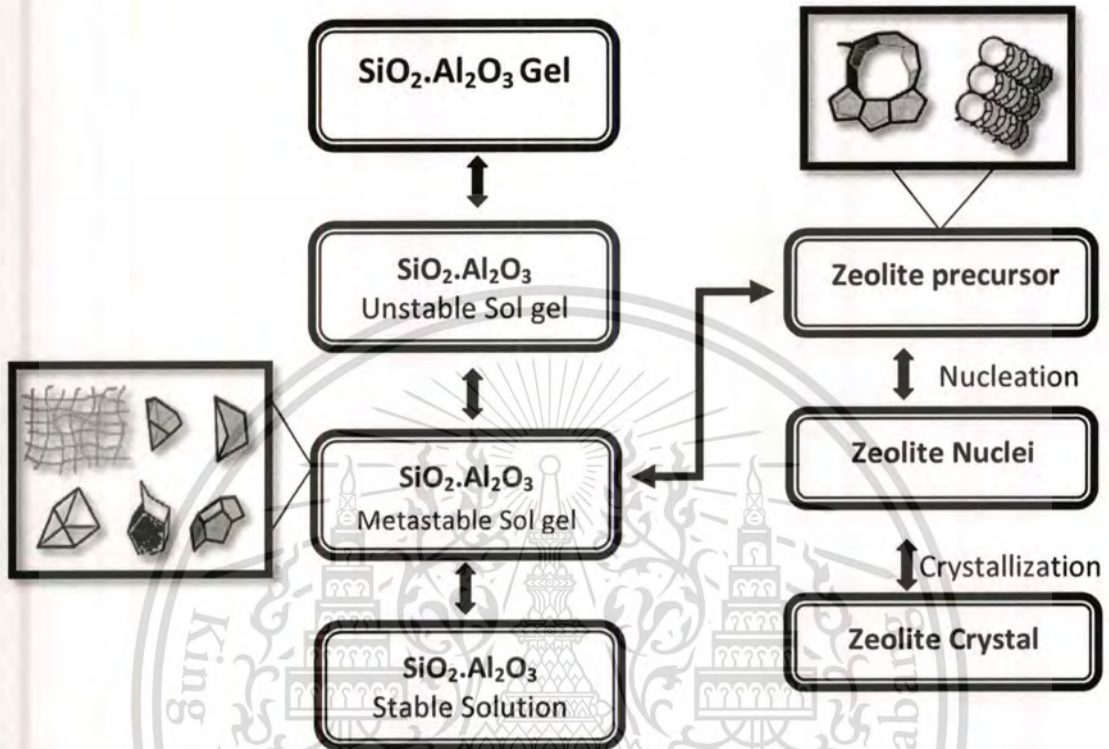 SiO₂.Al₂O₃ Gel
SiO₂.Al₂O₃
Unstable Sol gel
SiO₂.Al₂O₃
Metastable Sol gel
SiO₂.Al₂O₃
Stable Solution
Zeolite precursor
Nucleation
Zeolite Nuclei
Crystallization
Zeolite Crystal
King